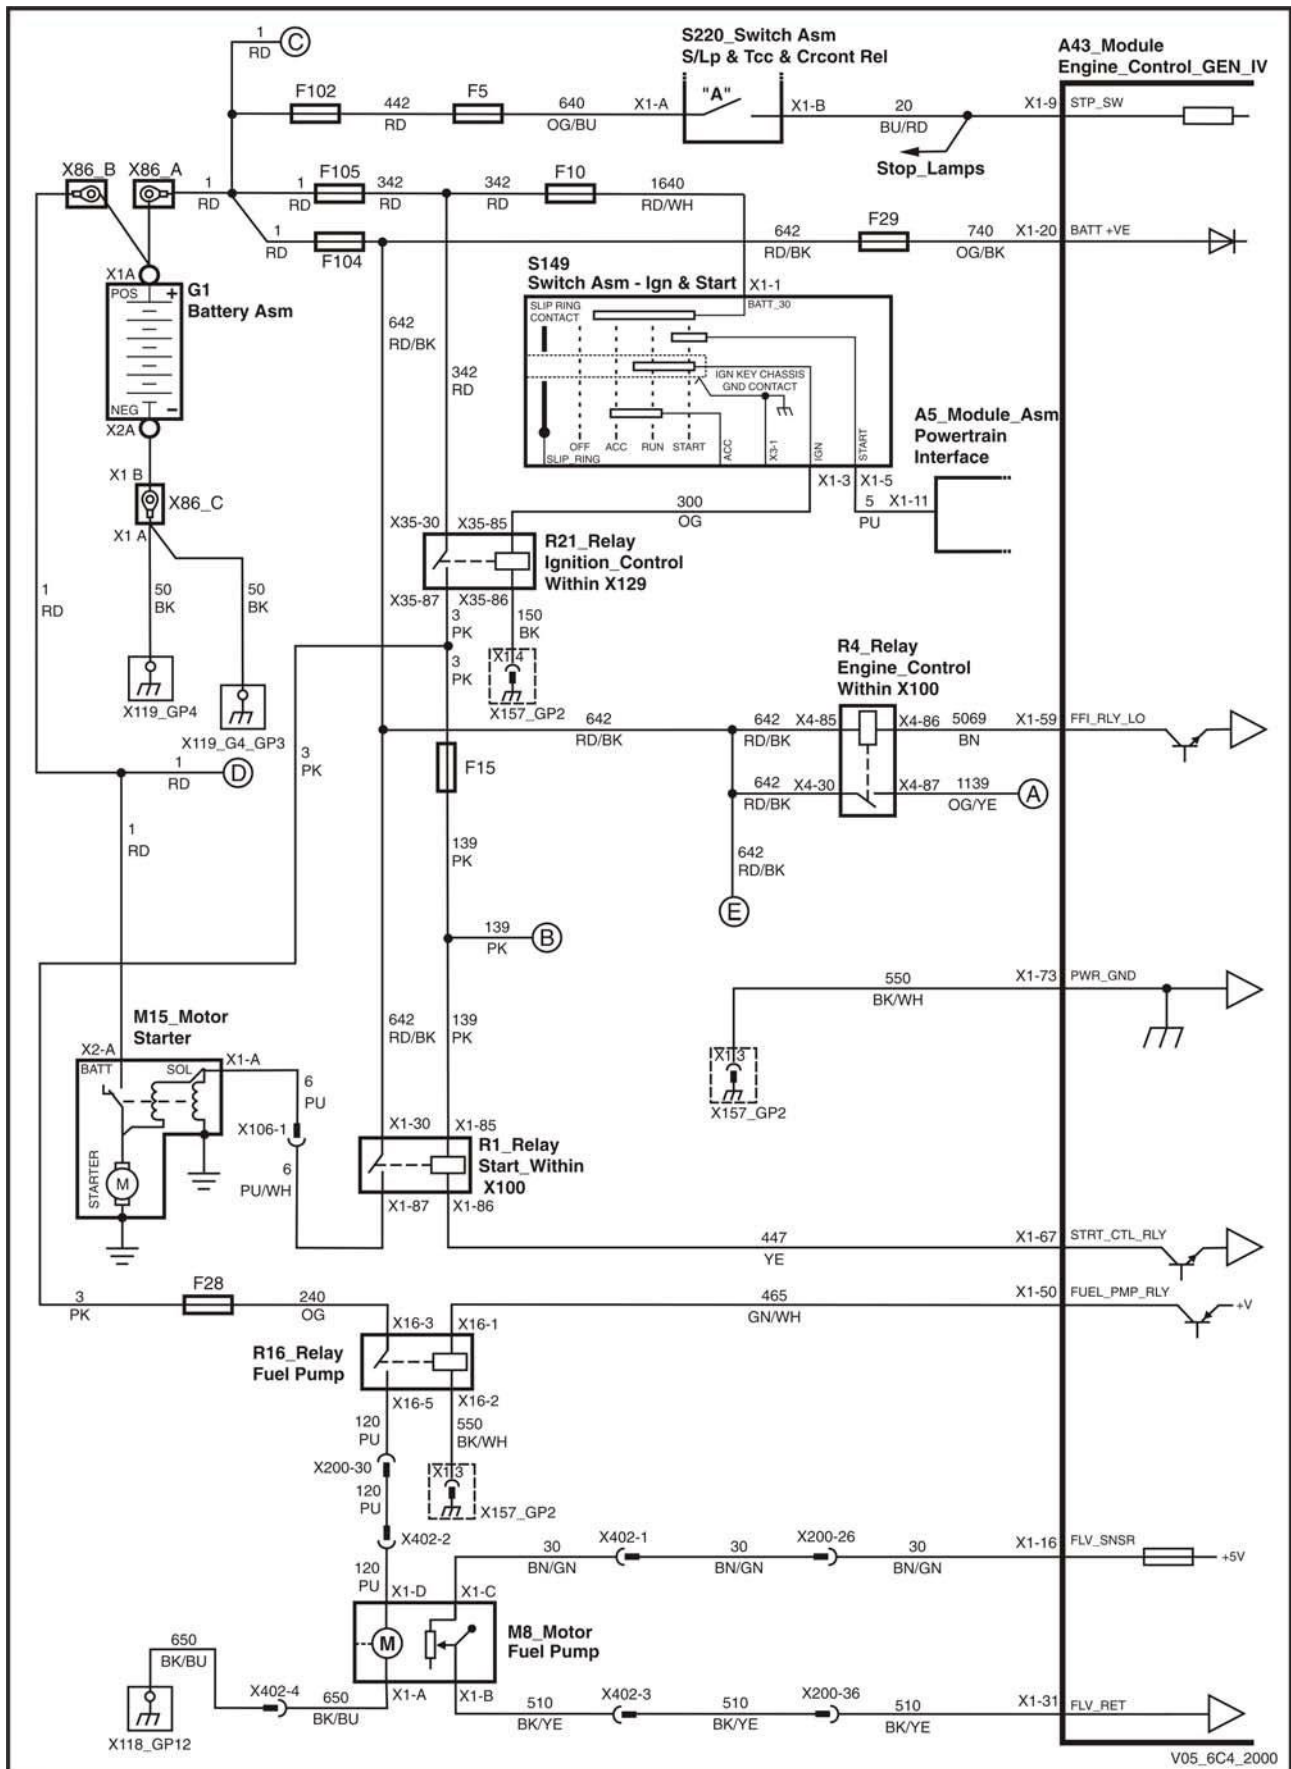 1
RD
C
S220_Switch Asm
S/Lp & Tcc & Crcont Rel
A43_Module
Engine_Control_GEN_IV
F102
442
RD
F5
640
OG/BU
X1-A
"A"
X1-B
20
BU/RD
X1-9
STP_SW
Stop_Lamps
X86_B
X86_A
1
RD
1
RD
F105
342
RD
342
RD
F10
1640
RD/WH
1
RD
F104
642
RD/BK
F29
740
OG/BK
X1-20
BATT +VE
X1A
POS
+
G1
Battery Asm
NEG
-
X2A
S149
Switch Asm - Ign & Start
X1-1
BATT_30
SLIP RING
CONTACT
IGN KEY CHASSIS
GND CONTACT
OFF
ACC
RUN
START
SLIP_RING
ACC
X3-1
IGN
START
642
RD/BK
342
RD
A5_Module_Asm
Powertrain
Interface
X1-3
X1-5
5
PU
X1-11
X1 B
X86_C
X1 A
300
OG
X35-30
X35-85
R21_Relay
Ignition_Control
Within X129
X35-87
X35-86
1
RD
50
BK
50
BK
3
PK
150
BK
3
PK
X1 4
X157_GP2
X119_GP4
X119_G4_GP3
R4_Relay
Engine_Control
Within X100
642
RD/BK
642
RD/BK
X4-85
X4-86
5069
BN
X1-59
FFI_RLY_LO
1
RD
D
3
PK
F15
642
RD/BK
X4-30
X4-87
1139
OG/YE
A
1
RD
139
PK
642
RD/BK
E
139
PK
B
550
BK/WH
X1-73
PWR_GND
M15_Motor
Starter
642
RD/BK
139
PK
X1 3
X157_GP2
X2-A
BATT
SOL
X1-A
6
PU
X106-1
6
PU/WH
STARTER
M
X1-30
X1-85
R1_Relay
Start_Within
X100
X1-87
X1-86
447
YE
X1-67
STRT_CTL_RLY
3
PK
F28
240
OG
465
GN/WH
X1-50
FUEL_PMP_RLY
+V
X16-3
X16-1
R16_Relay
Fuel Pump
X16-5
X16-2
120
PU
550
BK/WH
X200-30
X1 3
X157_GP2
120
PU
X402-2
30
BN/GN
X402-1
30
BN/GN
X200-26
30
BN/GN
X1-16
FLV_SNSR
+5V
120
PU
X1-D
X1-C
M
M8_Motor
Fuel Pump
X1-A
X1-B
650
BK/BU
X402-4
650
BK/BU
X118_GP12
510
BK/YE
X402-3
510
BK/YE
X200-36
510
BK/YE
X1-31
FLV_RET
V05_6C4_2000